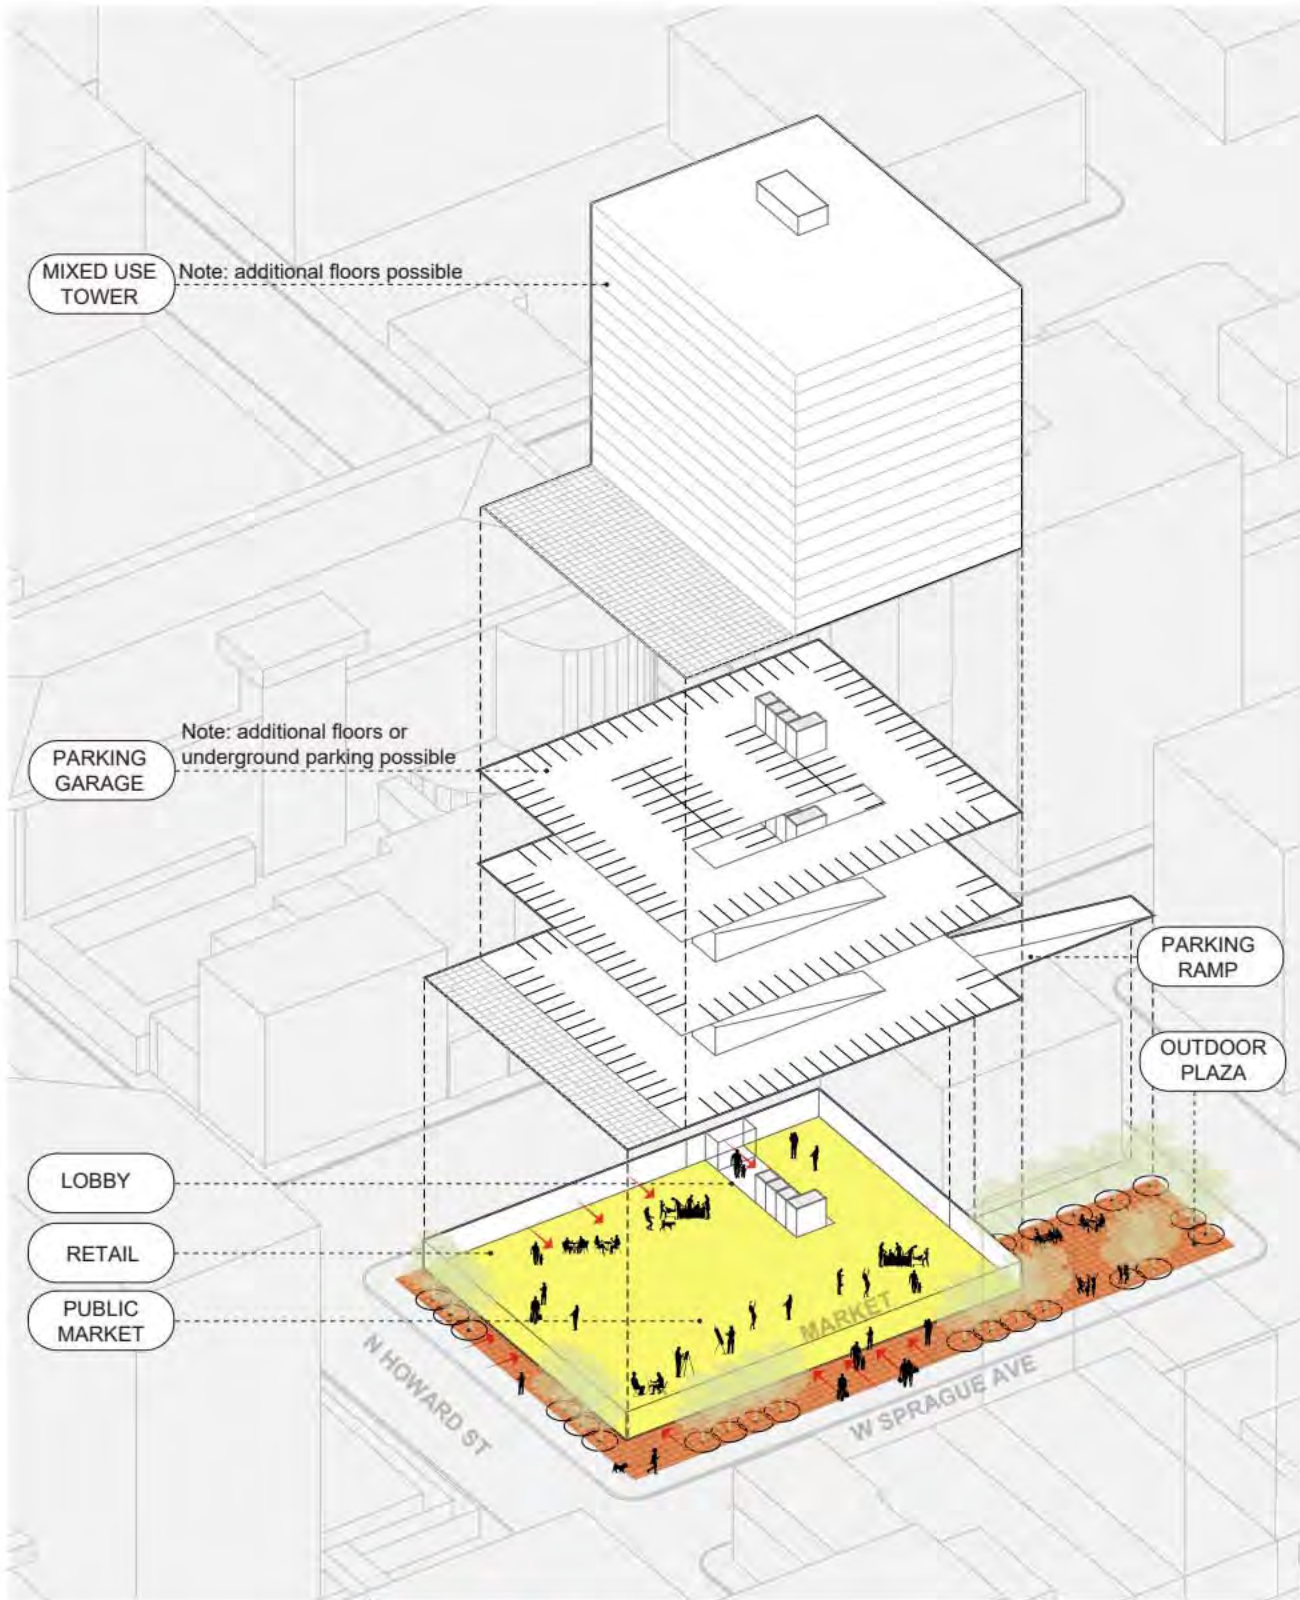 MIXED USE
TOWER
Note: additional floors possible
Note: additional floors or
underground parking possible
PARKING
GARAGE
PARKING
RAMP
OUTDOOR
PLAZA
LOBBY
RETAIL
PUBLIC
MARKET
MARKET
N HOWARD ST
W SPRAGUE AVE